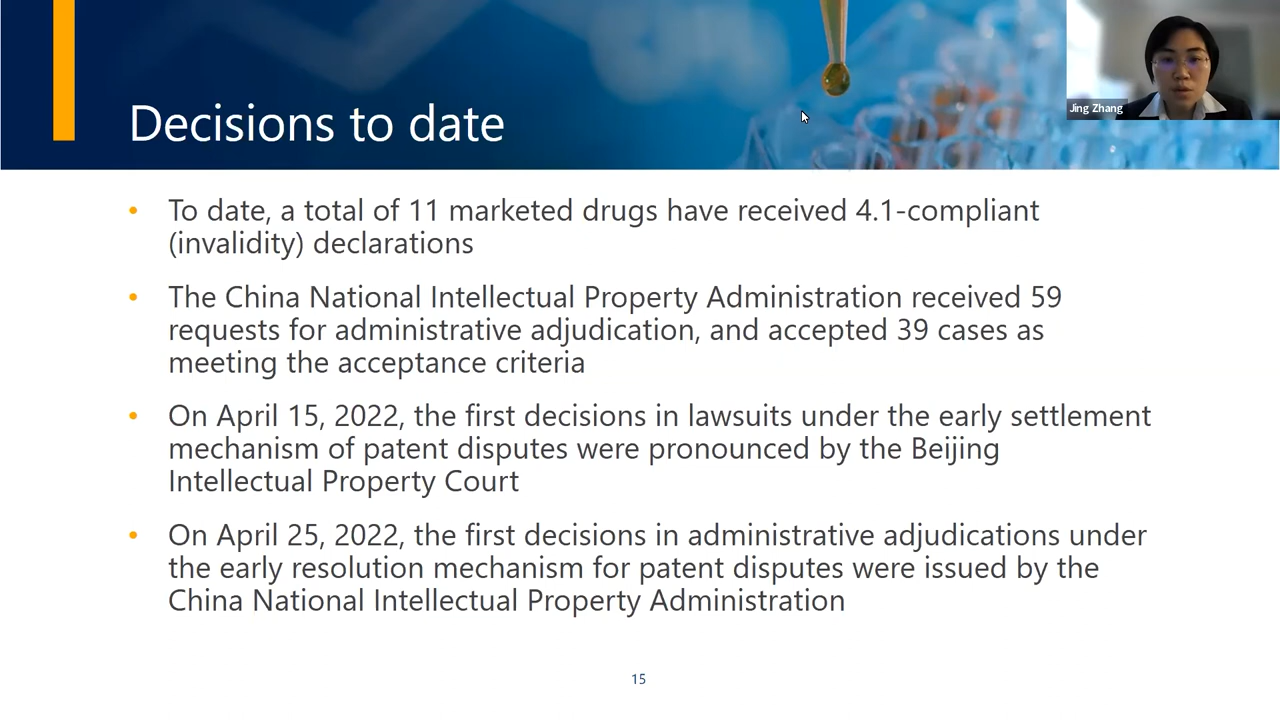 Jing Zhang
Decisions to date
• To date, a total of 11 marketed drugs have received 4.1-compliant
(invalidity) declarations
• The China National Intellectual Property Administration received 59
requests for administrative adjudication, and accepted 39 cases as
meeting the acceptance criteria
• On April 15, 2022, the first decisions in lawsuits under the early settlement
mechanism of patent disputes were pronounced by the Beijing
Intellectual Property Court
• On April 25, 2022, the first decisions in administrative adjudications under
the early resolution mechanism for patent disputes were issued by the
China National Intellectual Property Administration
15